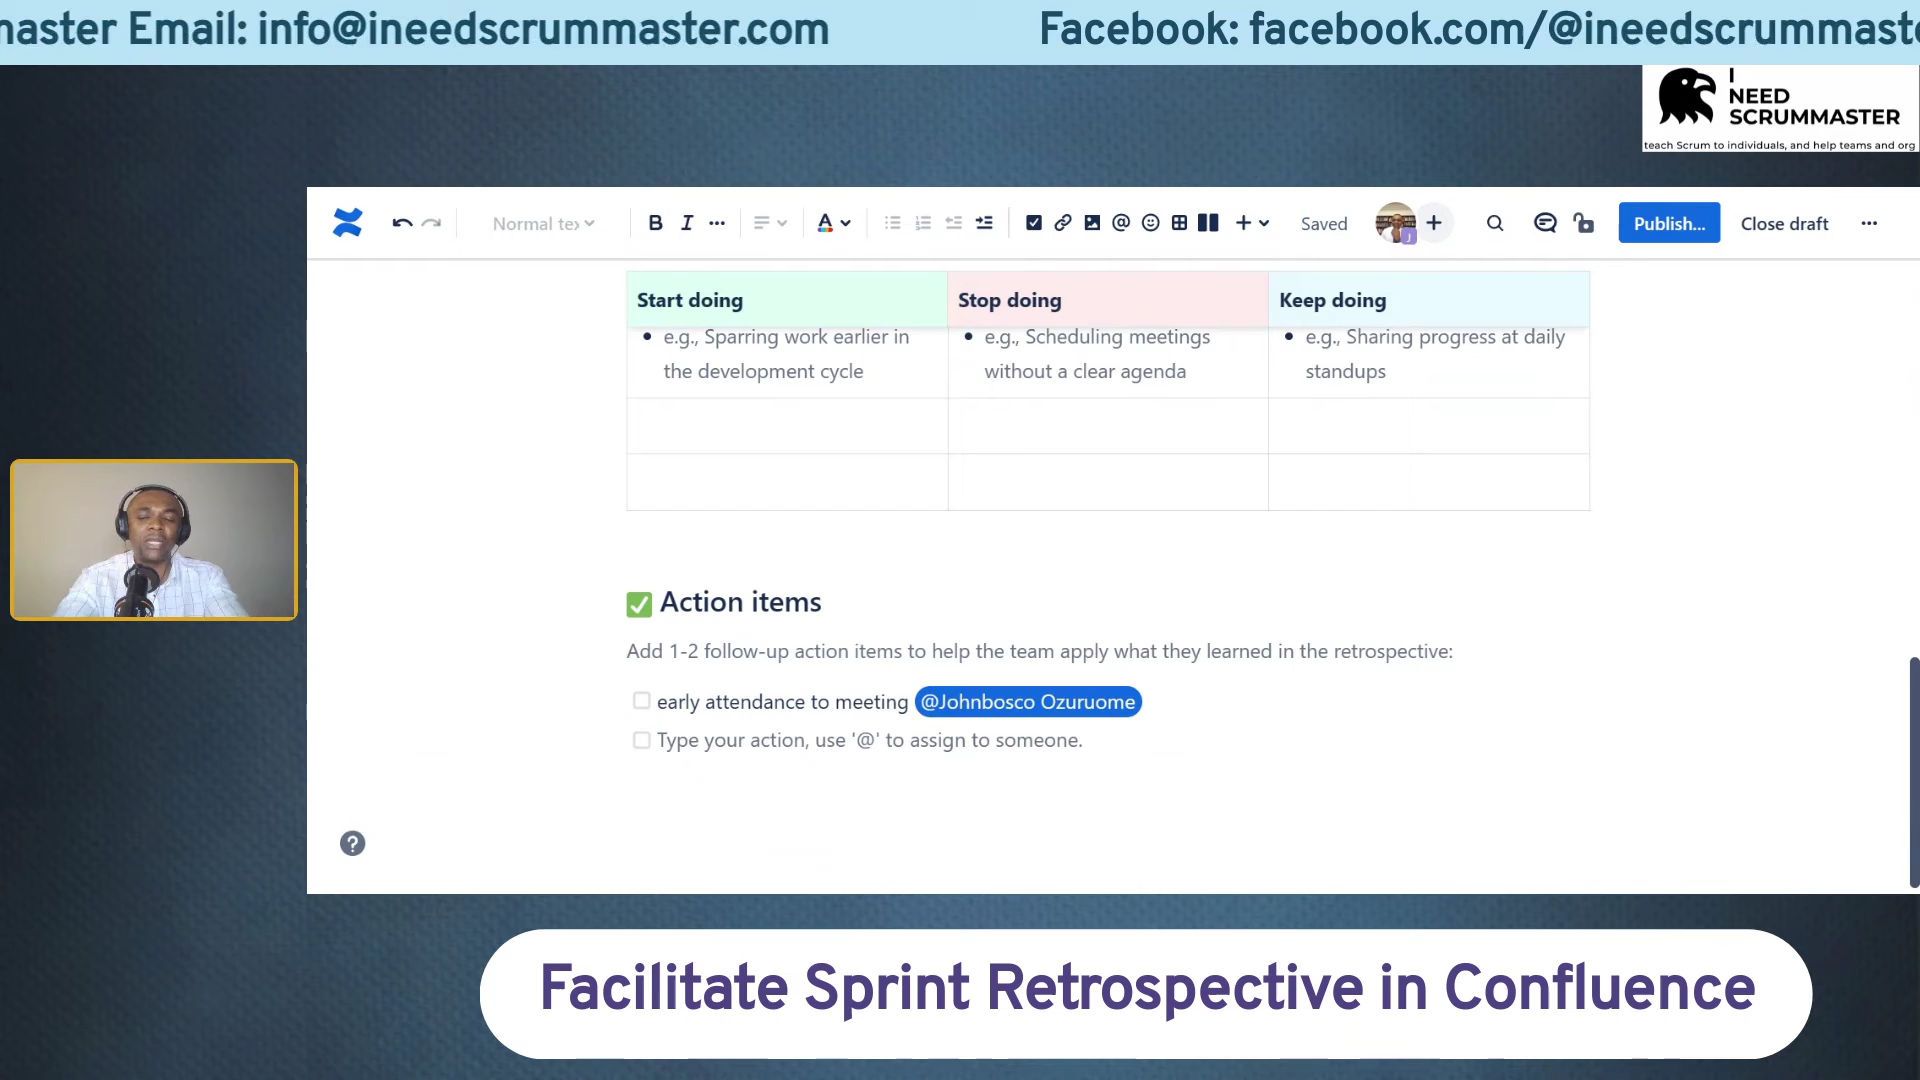 master Email: info@ineedscrummaster.com Facebook: facebook.com/@ineedscrummaste
I
NEED
SCRUMMASTER
teach Scrum to individuals, and help teams and org
Normal tex
B I ... A @ + Saved + Publish... Close draft ...
J
Start doing Stop doing Keep doing
• e.g., Sparring work earlier in the development cycle
• e.g., Scheduling meetings without a clear agenda
• e.g., Sharing progress at daily standups
✅ Action items
Add 1-2 follow-up action items to help the team apply what they learned in the retrospective:
early attendance to meeting @Johnbosco Ozuruome
Type your action, use '@' to assign to someone.
?
Facilitate Sprint Retrospective in Confluence